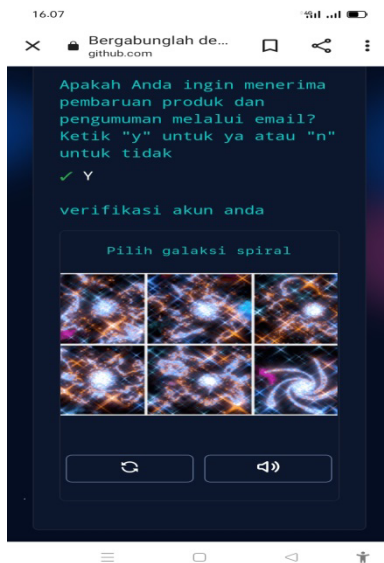 16.07
Bergabunglah de...
github.com
Apakah Anda ingin menerima
pembaruan produk dan
pengumuman melalui email?
Ketik "y" untuk ya atau "n"
untuk tidak
✓ Y
verifikasi akun anda
Pilih galaksi spiral